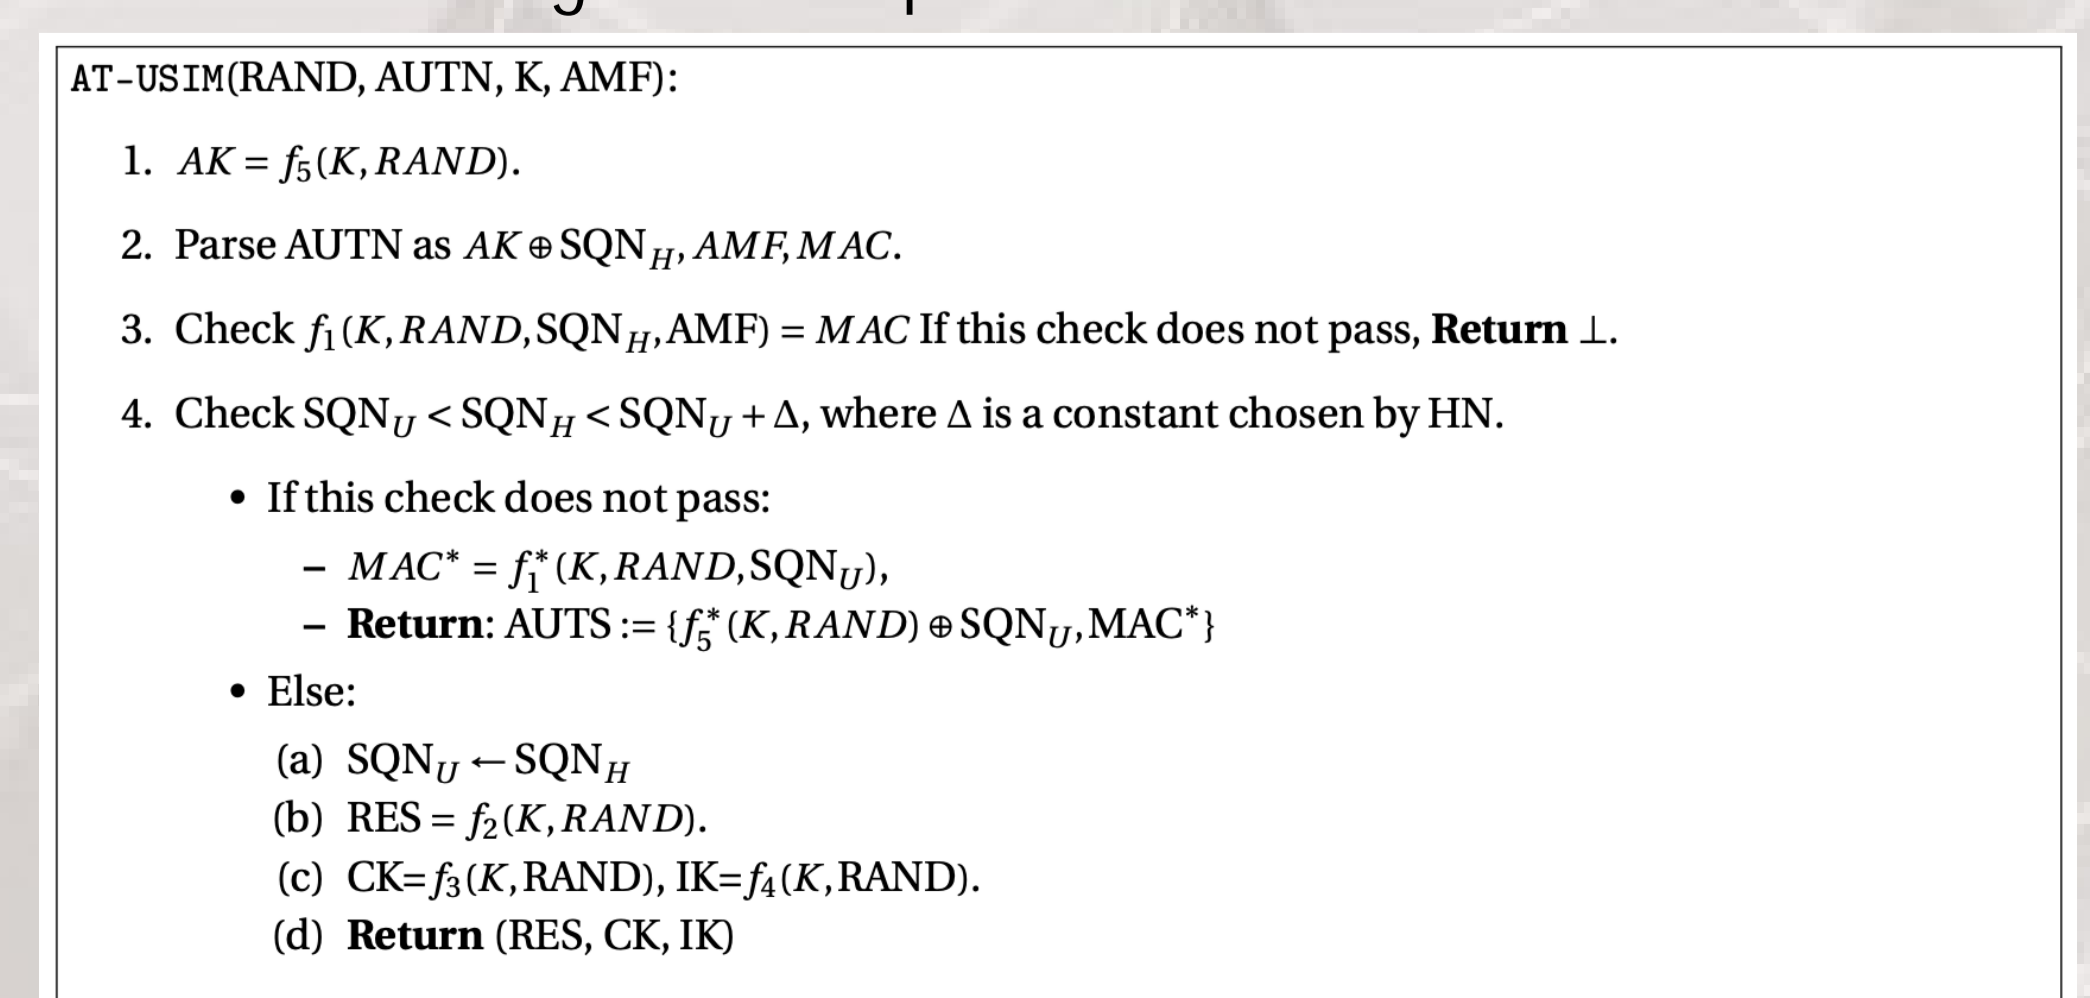 AT-USIM(RAND, AUTN, K, AMF):
1. AK = f₅(K, RAND).
2. Parse AUTN as AK ⊕ SQN_H, AMF, MAC.
3. Check f₁(K, RAND, SQN_H, AMF) = MAC If this check does not pass, Return ⊥.
4. Check SQN_U < SQN_H < SQN_U + Δ, where Δ is a constant chosen by HN.
• If this check does not pass:
– MAC* = f₁*(K, RAND, SQN_U),
– Return: AUTS := {f₅*(K, RAND) ⊕ SQN_U, MAC*}
• Else:
(a) SQN_U ← SQN_H
(b) RES = f₂(K, RAND).
(c) CK=f₃(K, RAND), IK=f₄(K, RAND).
(d) Return (RES, CK, IK)